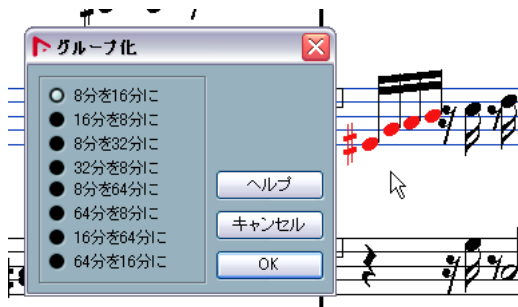 グループ化
8分を16分に
16分を8分に
8分を32分に
32分を8分に
8分を64分に
64分を8分に
16分を64分に
64分を16分に
ヘルプ
キャンセル
OK